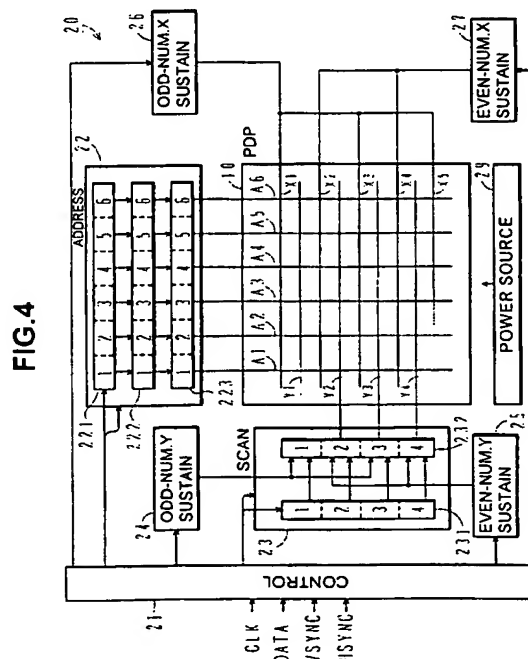 FIG.4
20
21
CONTROL
CLK
DATA
VSYNC
HSYNC
ADDRESS
22
221
1 2 3 4 5 6
222
1 2 3 4 5 6
223
1 2 3 4 5 6
24
ODD-NUM.Y
SUSTAIN
SCAN
23
231
1
2
3
4
232
1
2
3
4
25
EVEN-NUM.Y
SUSTAIN
26
ODD-NUM.X
SUSTAIN
27
EVEN-NUM.X
SUSTAIN
PDP
10
A1 A2 A3 A4 A5 A6
X1
Y1
X2
Y2
X3
Y3
X4
Y4
X5
29
POWER SOURCE